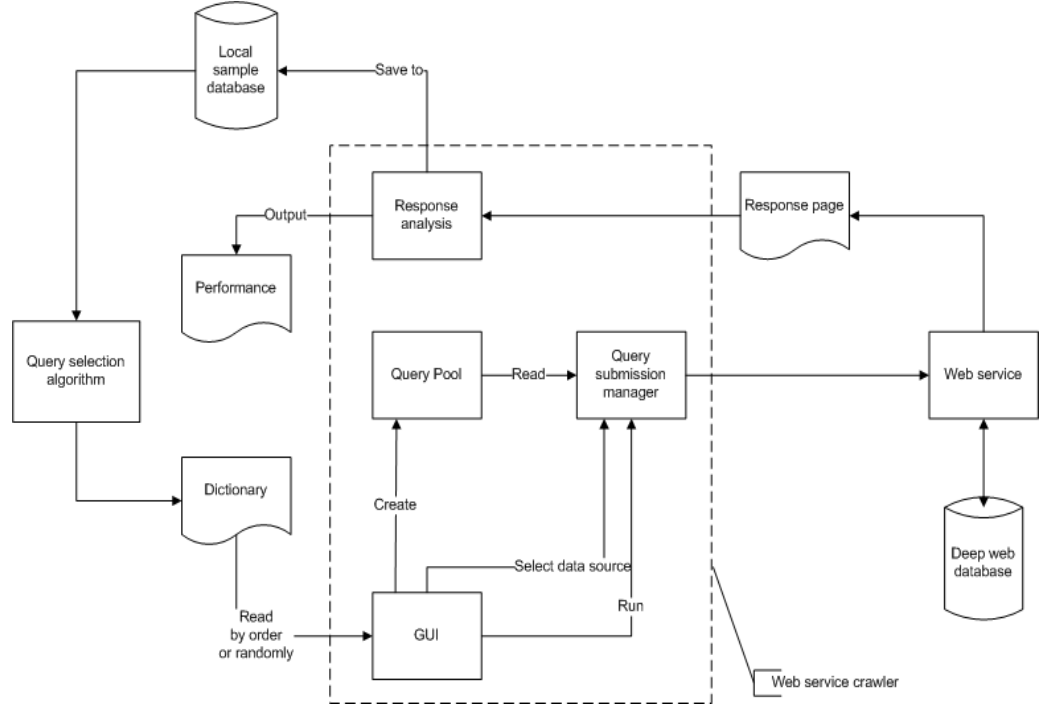 Local
sample
database
Save to
Response
analysis
Response page
Output
Performance
Query selection
algorithm
Query Pool
Read
Query
submission
manager
Web service
Dictionary
Create
Deep web
database
Select data source
Read
by order
or randomly
GUI
Run
Web service crawler